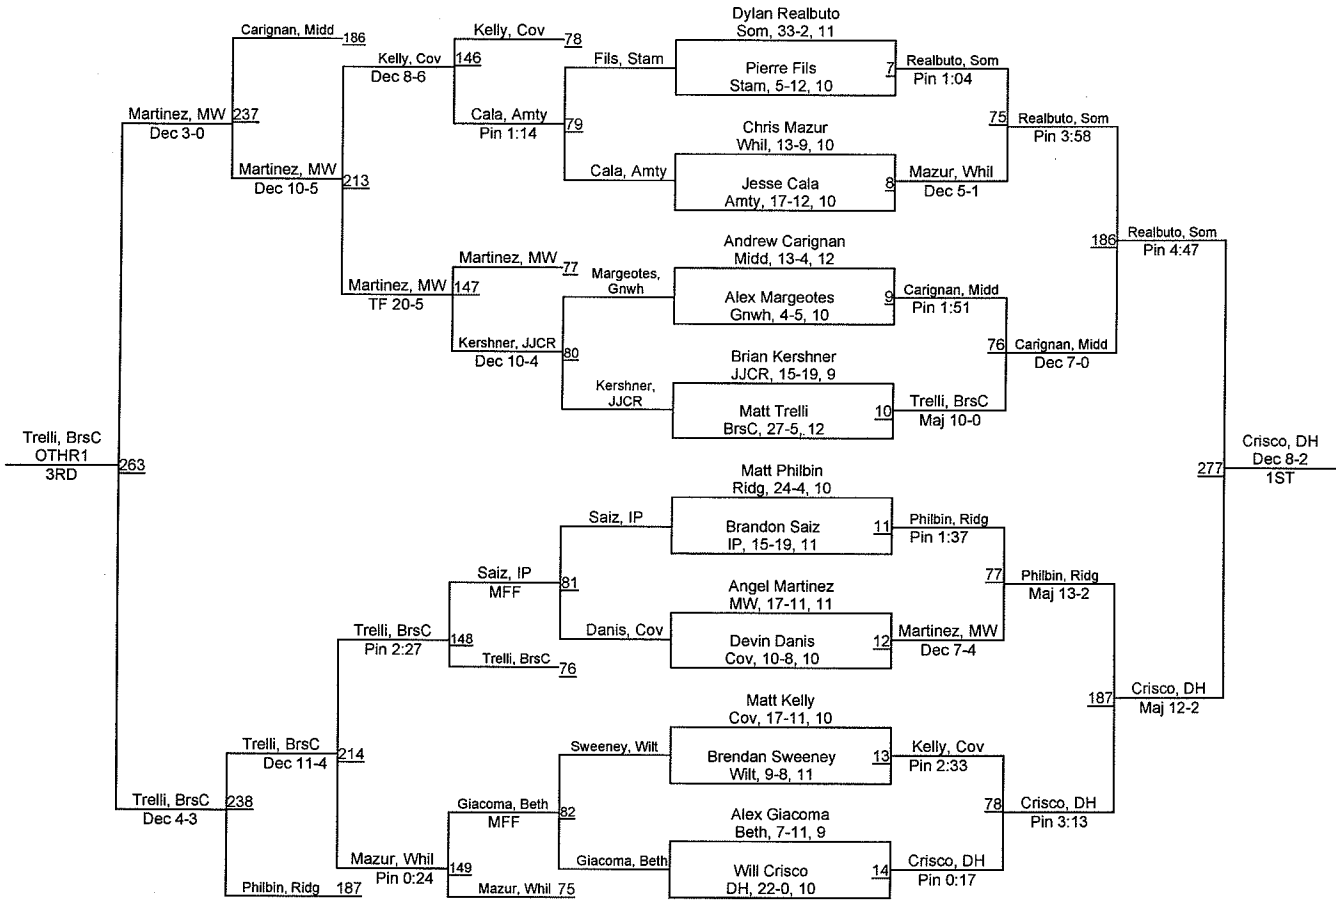 Dylan Realbuto
Som, 33-2, 11
Carignan, Midd 186
Kelly, Cov 78
Kelly, Cov 146
Dec 8-6
Fils, Stam
Pierre Fils
Stam, 5-12, 10
7 Realbuto, Som
Pin 1:04
Martinez, MW 237
Dec 3-0
Cala, Amty
Pin 1:14
79
Chris Mazur
Whil, 13-9, 10
75 Realbuto, Som
Pin 3:58
Martinez, MW
Dec 10-5
213
Cala, Amty
Jesse Cala
Amty, 17-12, 10
8 Mazur, Whil
Dec 5-1
Andrew Carignan
Midd, 13-4, 12
186 Realbuto, Som
Pin 4:47
Martinez, MW 77
Martinez, MW 147
TF 20-5
Margeotes,
Gnwh
Alex Margeotes
Gnwh, 4-5, 10
9 Carignan, Midd
Pin 1:51
Kershner, JJCR
Dec 10-4
80
Brian Kershner
JJCR, 15-19, 9
76 Carignan, Midd
Dec 7-0
Kershner,
JJCR
Matt Trelli
BrsC, 27-5, 12
10 Trelli, BrsC
Maj 10-0
Trelli, BrsC
OTHR1
3RD
263
Matt Philbin
Ridg, 24-4, 10
277
Crisco, DH
Dec 8-2
1ST
Saiz, IP
Brandon Saiz
IP, 15-19, 11
11 Philbin, Ridg
Pin 1:37
Saiz, IP
MFF
81
Angel Martinez
MW, 17-11, 11
77 Philbin, Ridg
Maj 13-2
Trelli, BrsC
Pin 2:27
148
Danis, Cov
Devin Danis
Cov, 10-8, 10
12 Martinez, MW
Dec 7-4
Trelli, BrsC 76
Matt Kelly
Cov, 17-11, 10
187 Crisco, DH
Maj 12-2
Trelli, BrsC
Dec 11-4
214
Sweeney, Wilt
Brendan Sweeney
Wilt, 9-8, 11
13 Kelly, Cov
Pin 2:33
Trelli, BrsC
Dec 4-3
238
Giacoma, Beth
MFF
82
Alex Giacoma
Beth, 7-11, 9
78 Crisco, DH
Pin 3:13
Mazur, Whil
Pin 0:24
149
Giacoma, Beth
Will Crisco
DH, 22-0, 10
14 Crisco, DH
Pin 0:17
Philbin, Ridg 187
Mazur, Whil 75